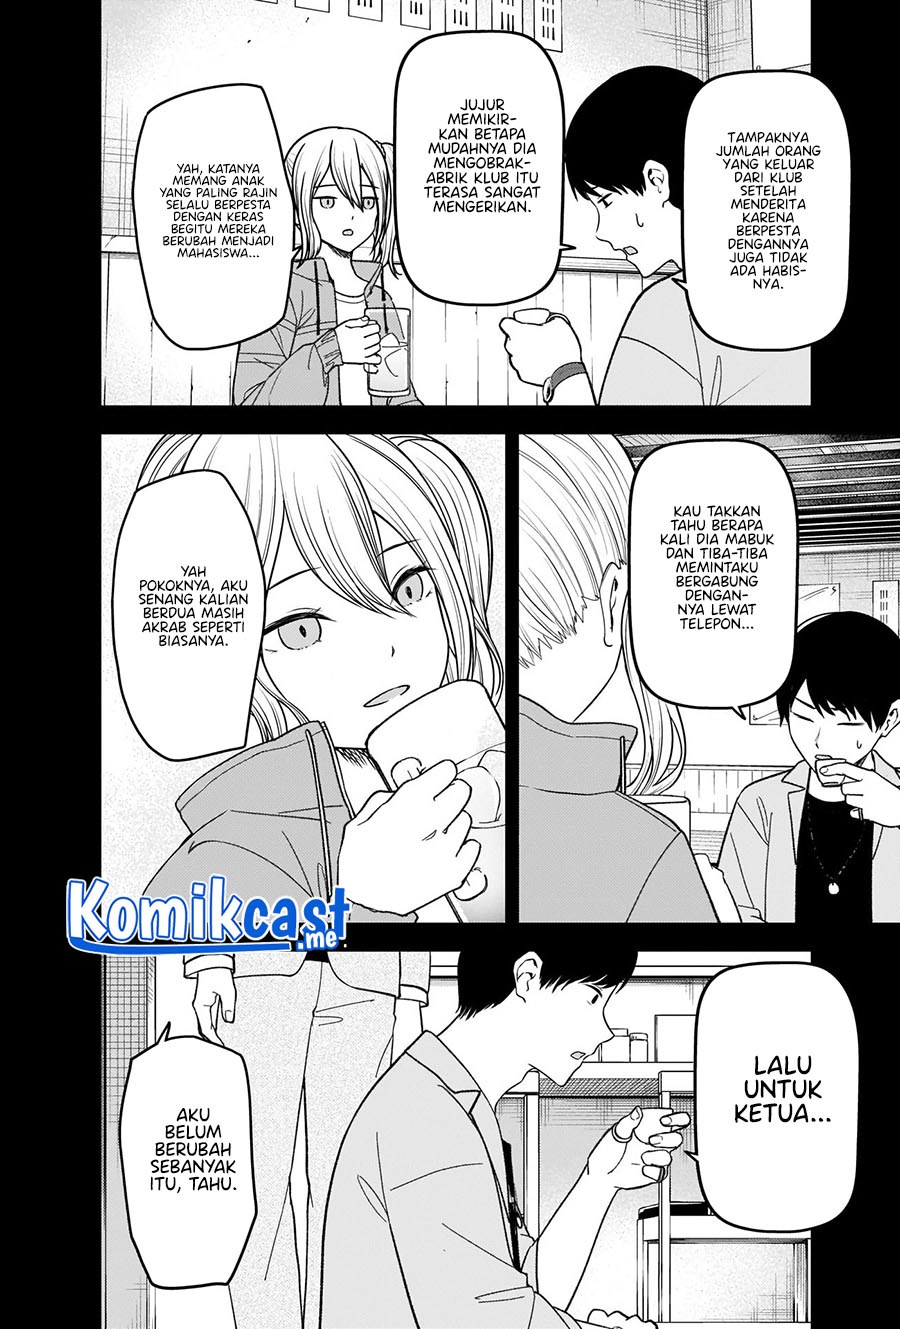 TAMPAKNYA
JUMLAH ORANG
YANG KELUAR
DARI KLUB
SETELAH
MENDERITA
KARENA
BERPESTA
DENGANNYA
JUGA TIDAK
ADA HABIS-
NYA.
JUJUR
MEMIKIR-
KAN BETAPA
MUDAHNYA DIA
MENGOBRAK-
ABRIK KLUB ITU
TERASA SANGAT
MENGERIKAN.
YAH, KATANYA
MEMANG ANAK
YANG PALING RAJIN
SELALU BERPESTA
DENGAN KERAS
BEGITU MEREKA
BERUBAH MENJADI
MAHASISWA...
KAU TAKKAN
TAHU BERAPA
KALI DIA MABUK
DAN TIBA-TIBA
MEMINTAKU
BERGABUNG
DENGAN-
NYA LEWAT
TELEPON...
YAH
POKOKNYA, AKU
SENANG KALIAN
BERDUA MASIH
AKRAB SEPERTI
BIASANYA.
Komikcast
.me.
LALU
UNTUK
KETUA...
AKU
BELUM
BERUBAH
SEBANYAK
ITU, TAHU.